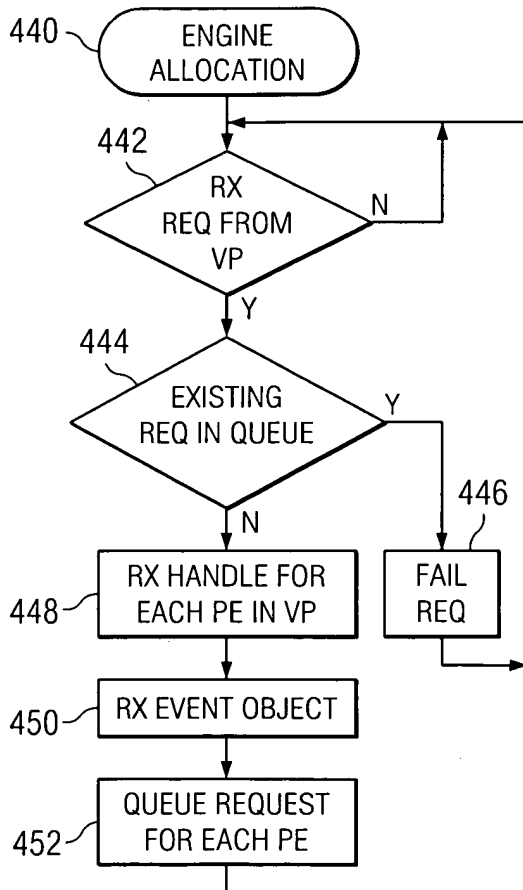 440
ENGINE
ALLOCATION
442
RX
REQ FROM
VP
N
Y
444
EXISTING
REQ IN QUEUE
Y
N
446
FAIL
REQ
448
RX HANDLE FOR
EACH PE IN VP
450
RX EVENT OBJECT
452
QUEUE REQUEST
FOR EACH PE